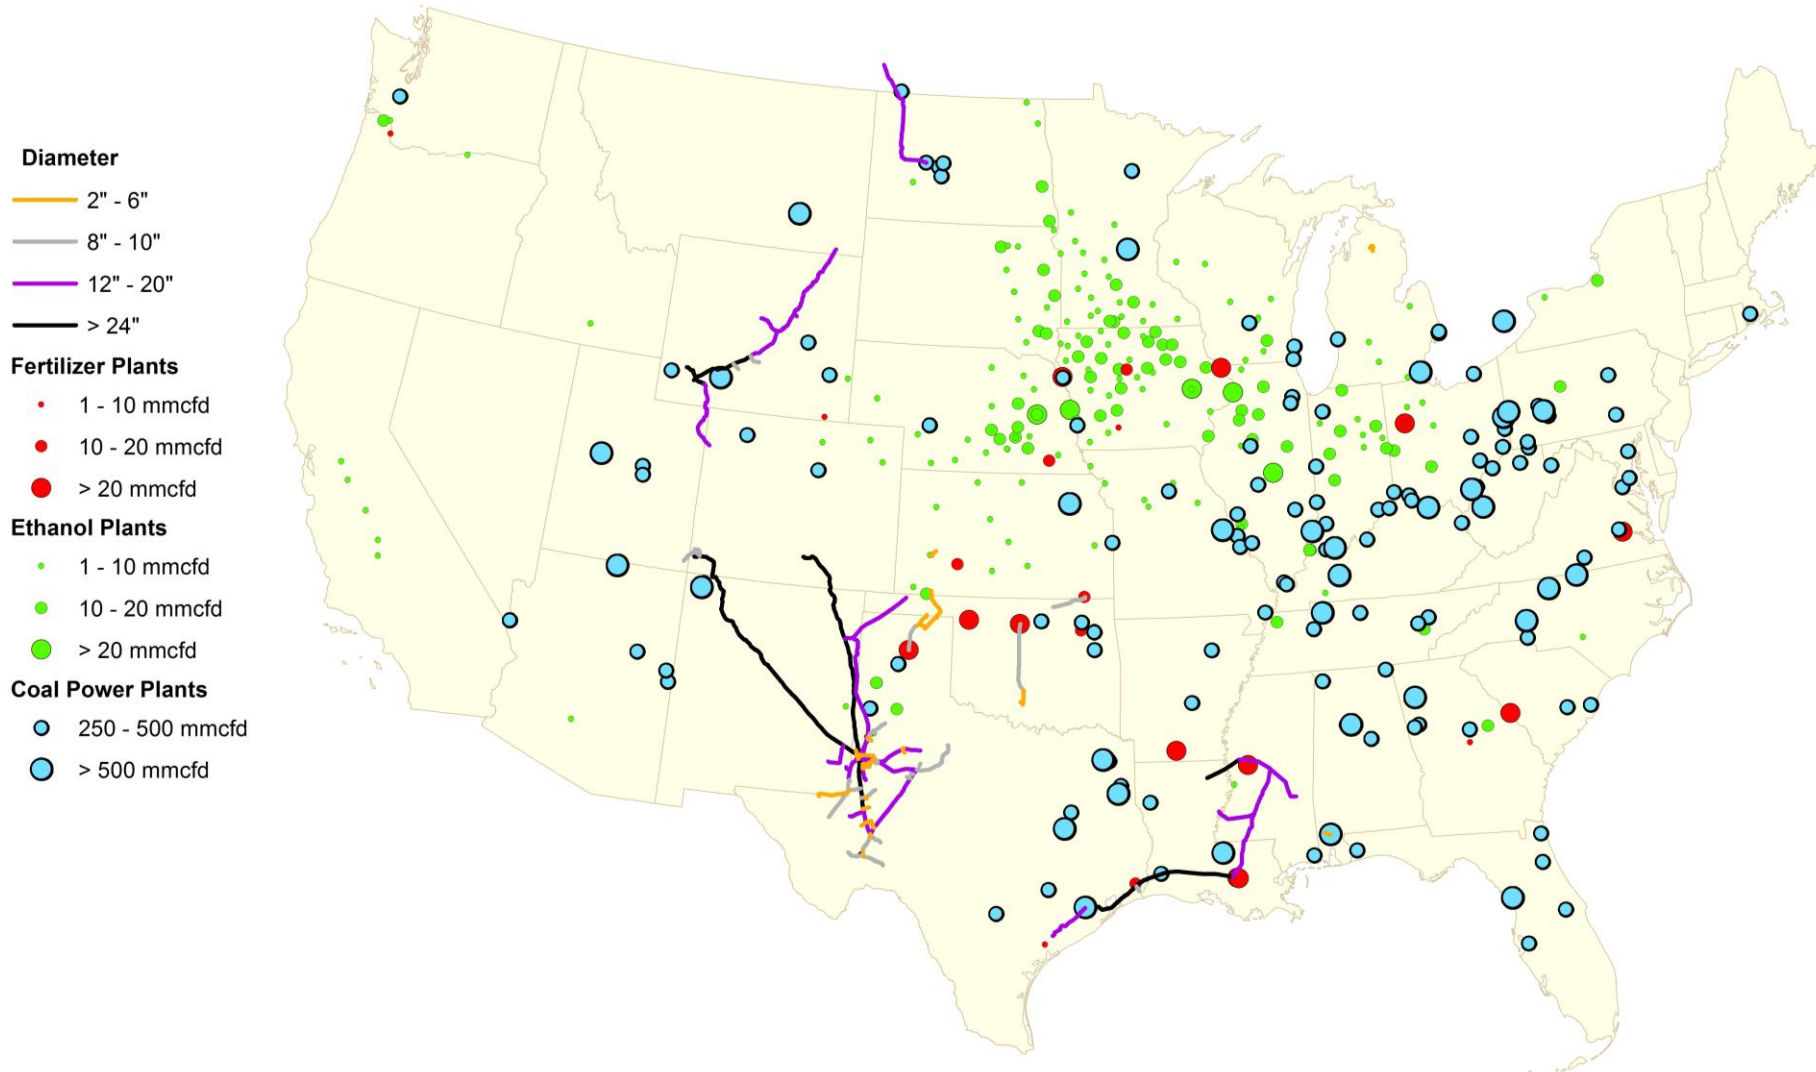 Diameter
2" - 6"
8" - 10"
12" - 20"
> 24"
Fertilizer Plants
1 - 10 mmcfd
10 - 20 mmcfd
> 20 mmcfd
Ethanol Plants
1 - 10 mmcfd
10 - 20 mmcfd
> 20 mmcfd
Coal Power Plants
250 - 500 mmcfd
> 500 mmcfd